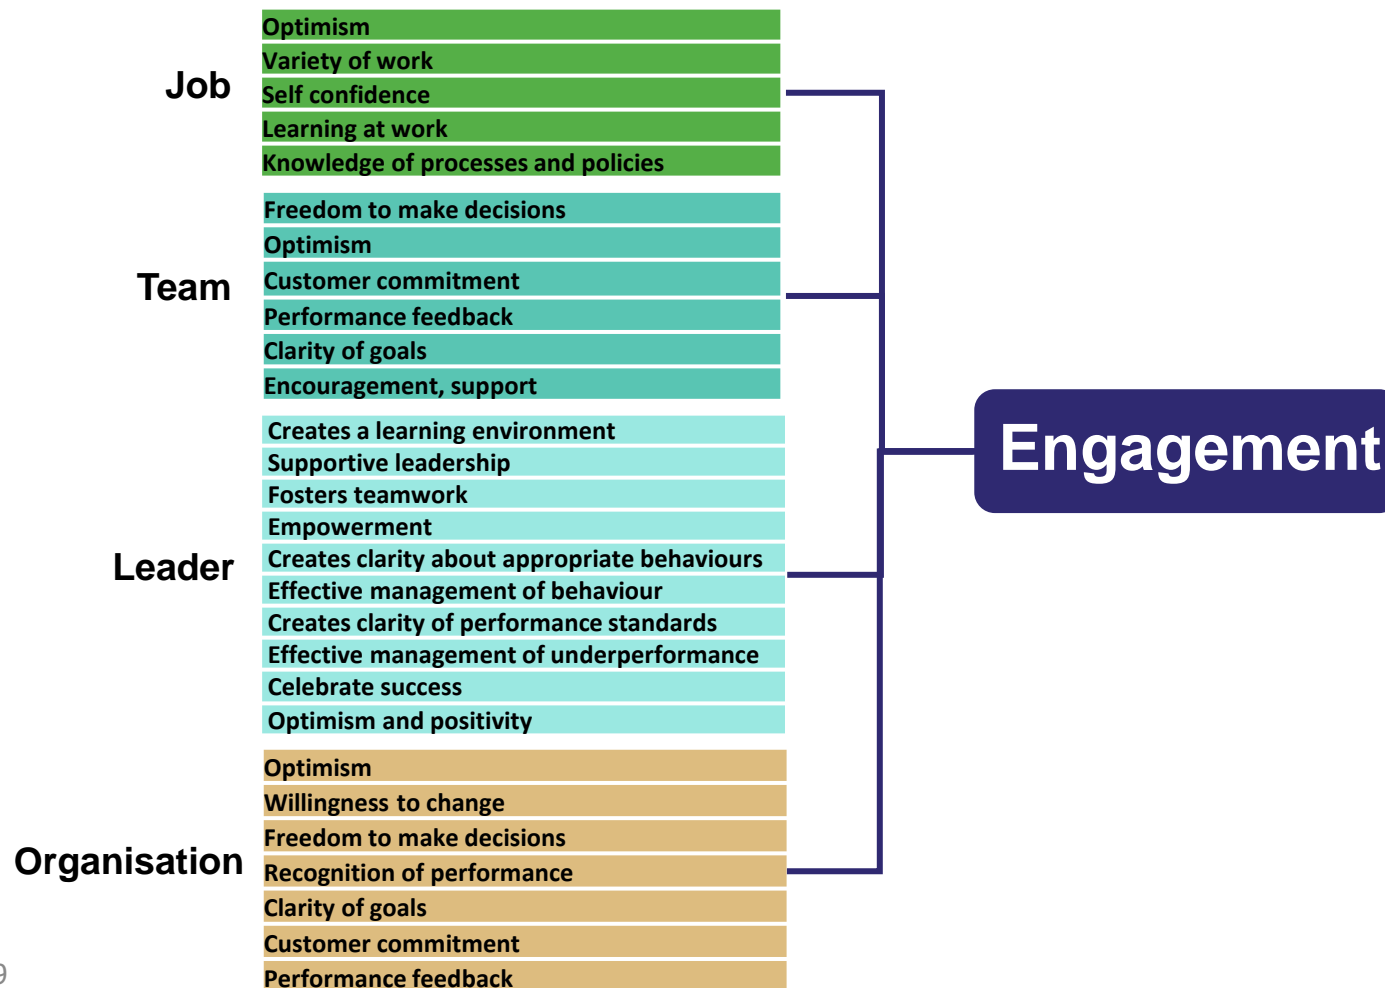 Job
Optimism
Variety of work
Self confidence
Learning at work
Knowledge of processes and policies
Team
Freedom to make decisions
Optimism
Customer commitment
Performance feedback
Clarity of goals
Encouragement, support
Leader
Creates a learning environment
Supportive leadership
Fosters teamwork
Empowerment
Creates clarity about appropriate behaviours
Effective management of behaviour
Creates clarity of performance standards
Effective management of underperformance
Celebrate success
Optimism and positivity
Organisation
Optimism
Willingness to change
Freedom to make decisions
Recognition of performance
Clarity of goals
Customer commitment
Performance feedback
Engagement
9